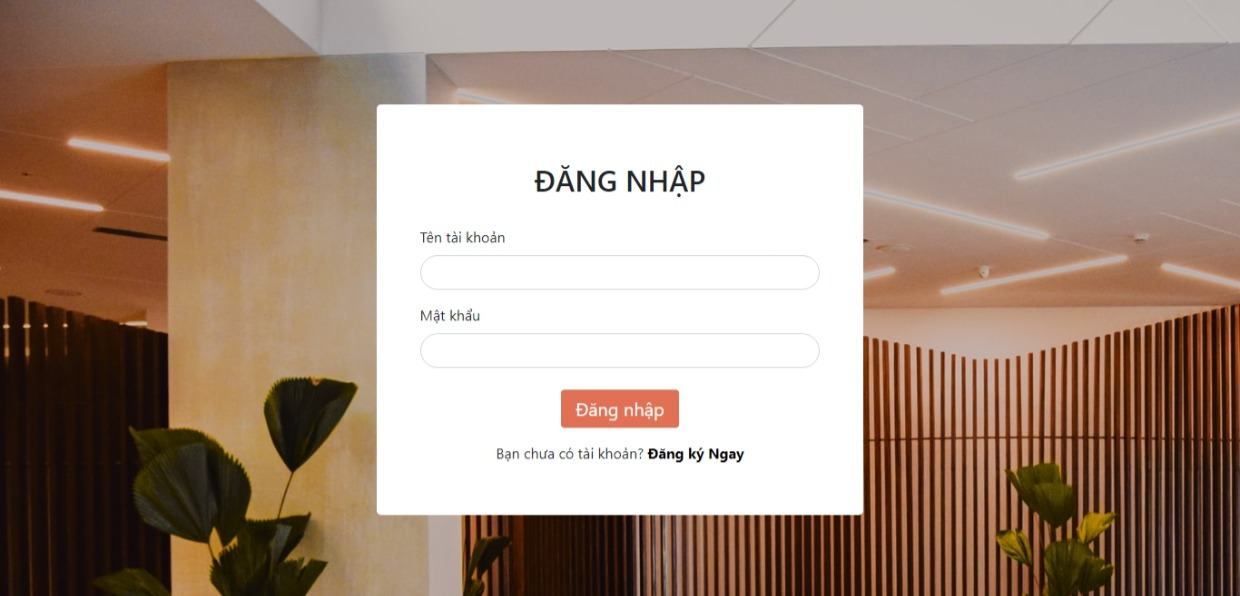 ĐĂNG NHẬP
Tên tài khoản
Mật khẩu
Đăng nhập
Bạn chưa có tài khoản? Đăng ký Ngay